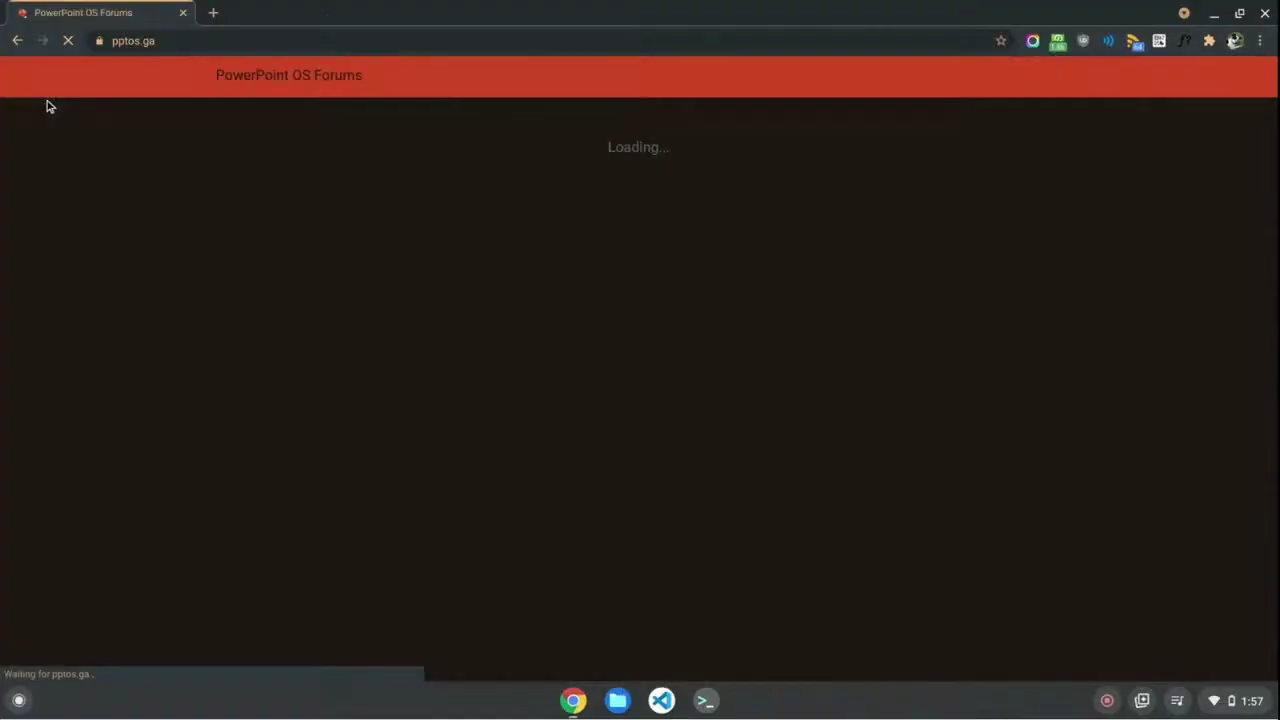 PowerPoint OS Forums
pptos.ga
PowerPoint OS Forums
Loading...
Waiting for pptos.ga...
1:57